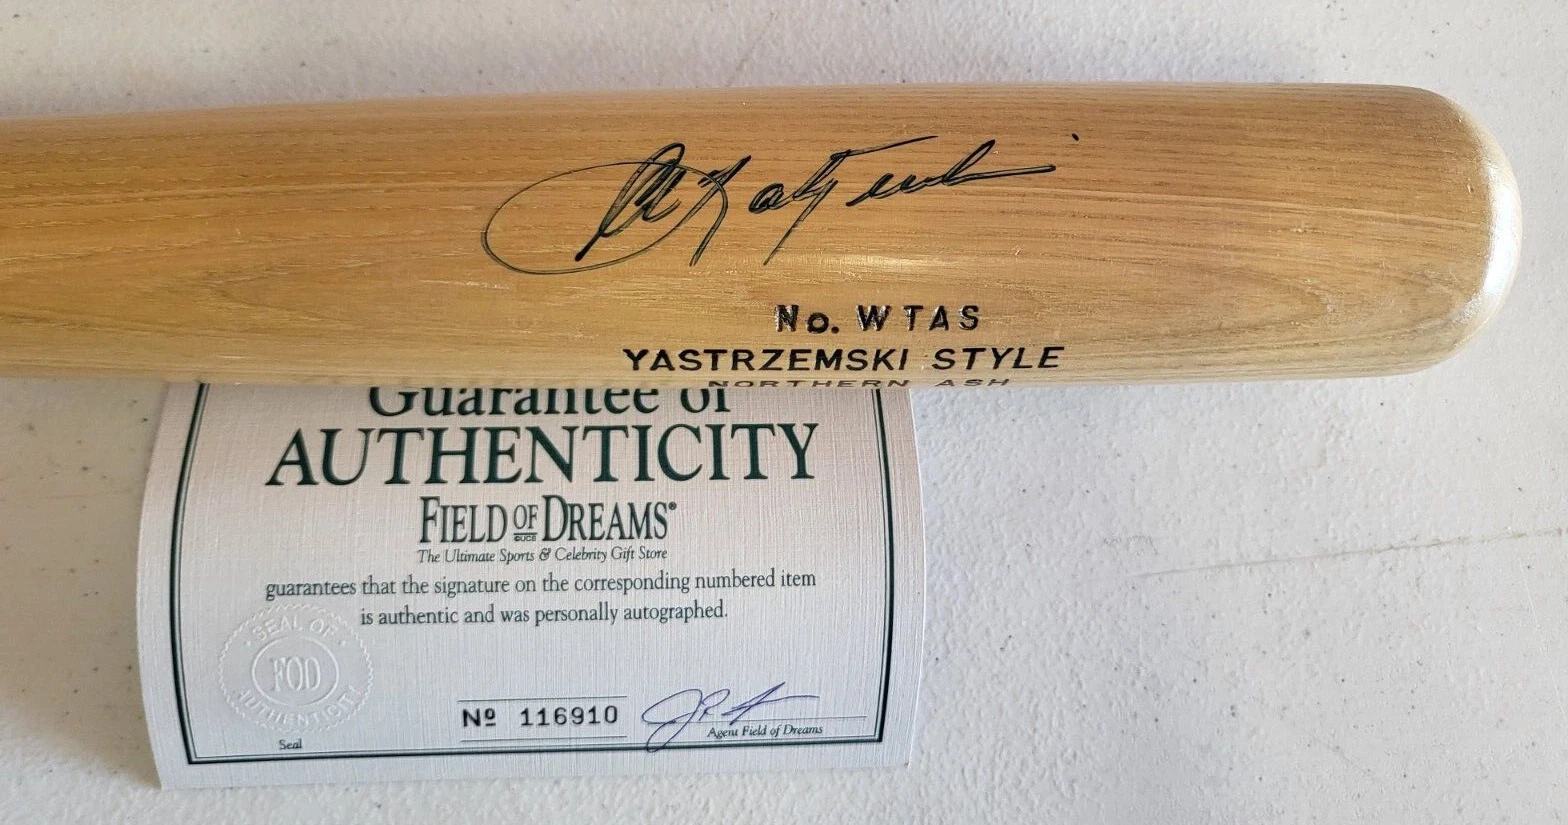 Carl Yastrzemski
No. WTAS
YASTRZEMSKI STYLE
NORTHERN ASH
Guarantee of
AUTHENTICITY
FIELD OF DREAMS®
The Ultimate Sports & Celebrity Gift Store
guarantees that the signature on the corresponding numbered item
is authentic and was personally autographed.
SEAL OF
FOD
AUTHENTICITY
Nº 116910
Agent Field of Dreams
Seal